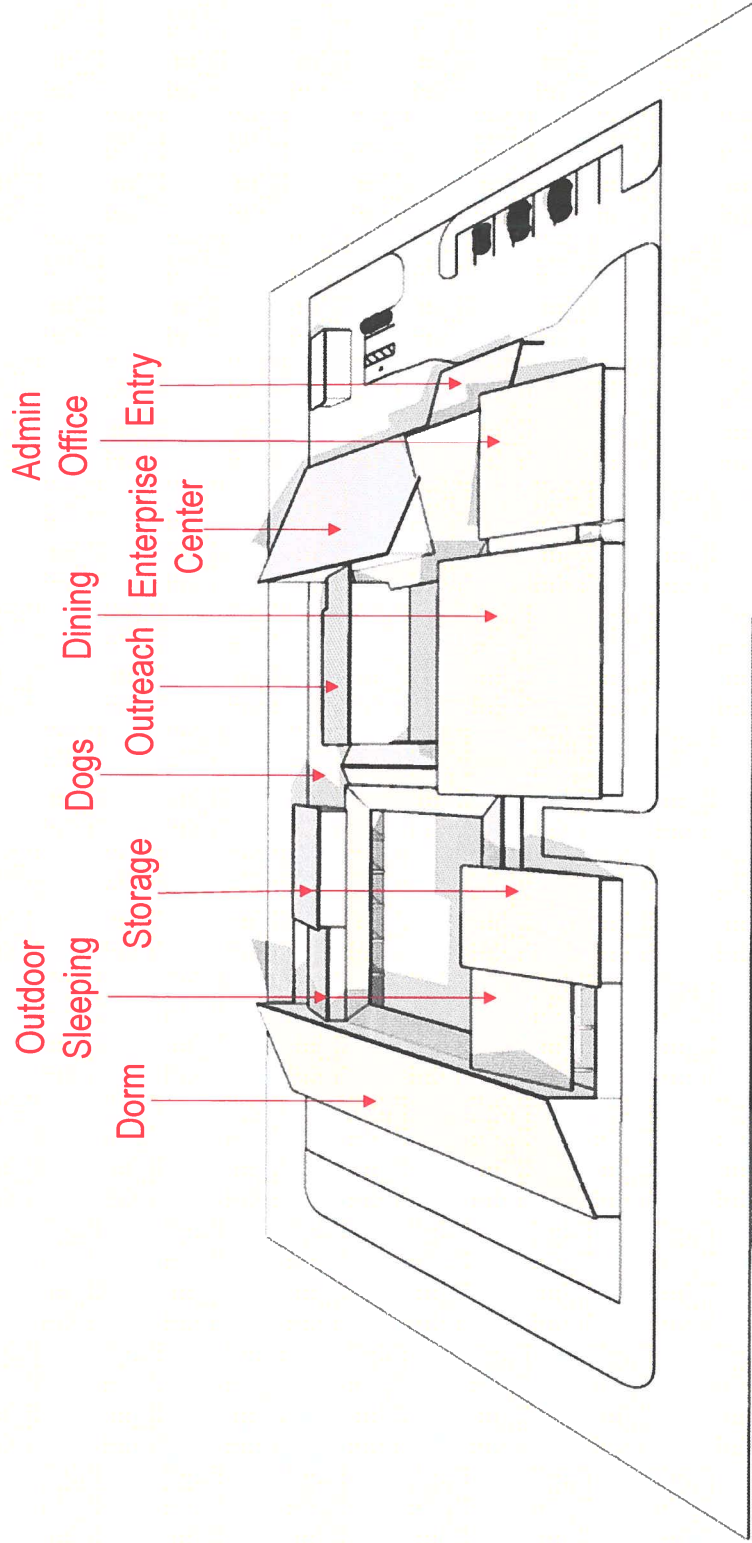 Outdoor
Sleeping
Dorm
Storage
Dogs
Outreach
Dining
Enterprise
Center
Admin
Office
Entry